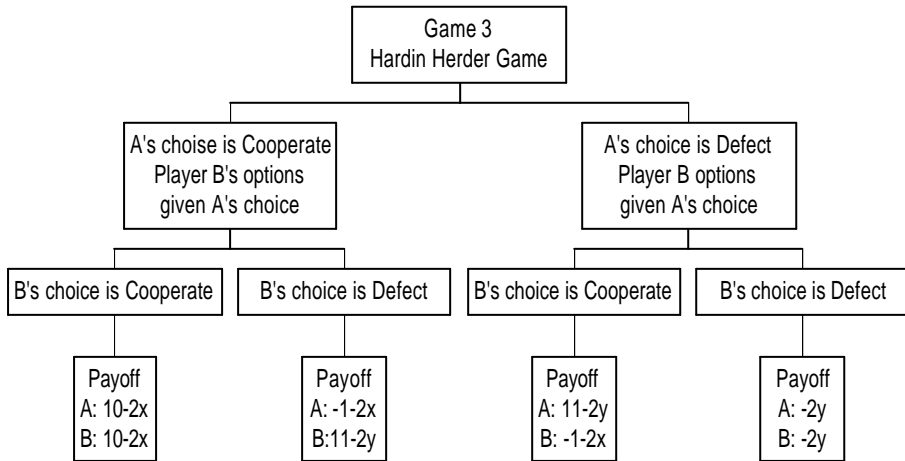 Game 3
Hardin Herder Game
A's choise is Cooperate
Player B's options
given A's choice
A's choice is Defect
Player B options
given A's choice
B's choice is Cooperate
B's choice is Defect
B's choice is Cooperate
B's choice is Defect
Payoff
A: 10-2x
B: 10-2x
Payoff
A: -1-2x
B:11-2y
Payoff
A: 11-2y
B: -1-2x
Payoff
A: -2y
B: -2y